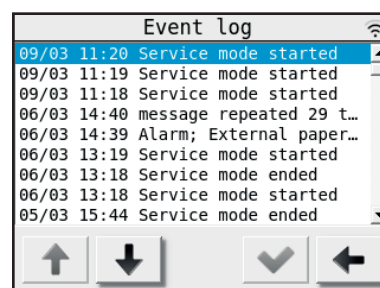 Event log
09/03 11:20 Service mode started
09/03 11:19 Service mode started
09/03 11:18 Service mode started
06/03 14:40 message repeated 29 t…
06/03 14:39 Alarm; External paper…
06/03 13:19 Service mode started
06/03 13:18 Service mode ended
06/03 13:18 Service mode started
05/03 15:44 Service mode ended